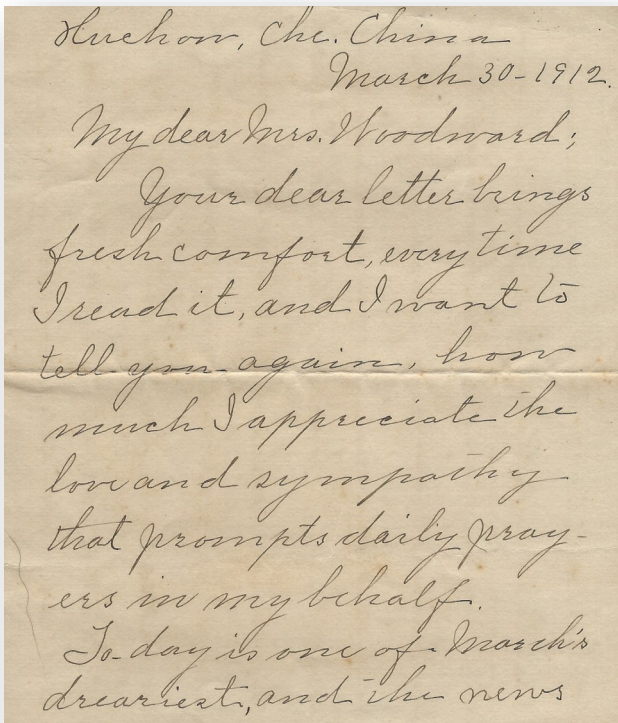 Huchow, Che. China
March 30-1912.
My dear Mrs. Woodward;
Your dear letter brings
fresh comfort, every time
I read it, and I want to
tell you again, how
much I appreciate the
love and sympathy
that prompts daily pray-
ers in my behalf.
To-day is one of March's
dreariest, and the news